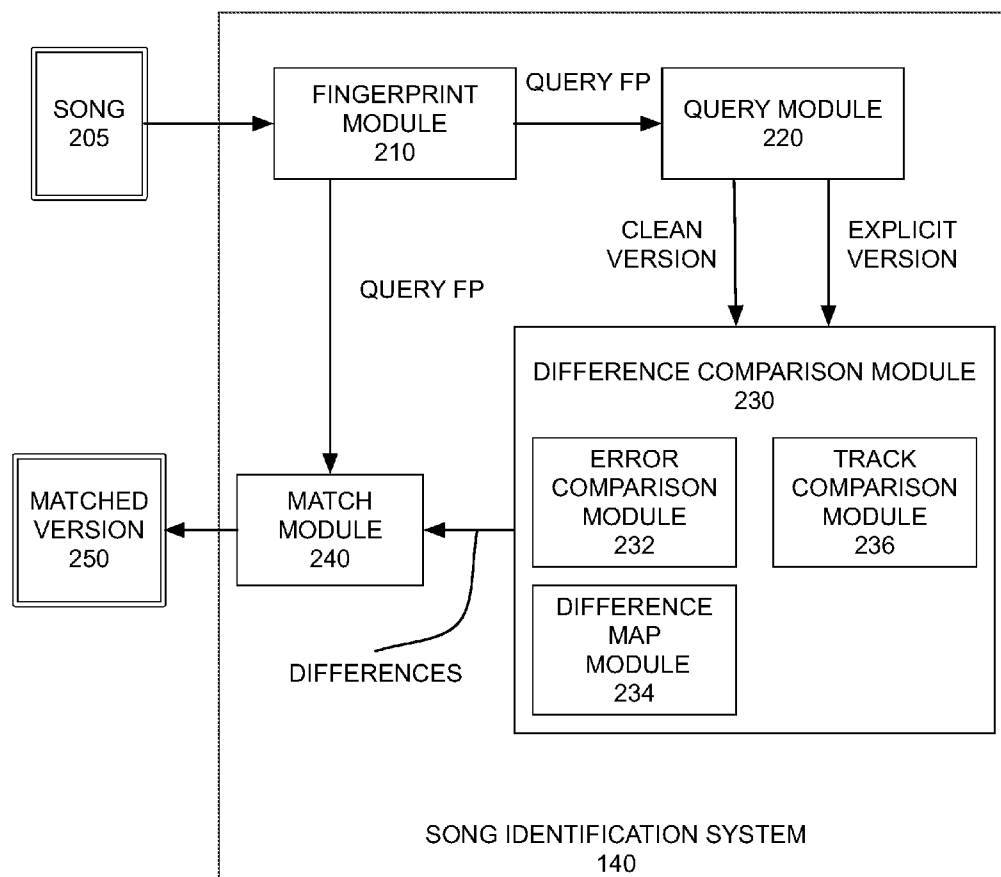 SONG
205
FINGERPRINT
MODULE
210
QUERY FP
QUERY MODULE
220
CLEAN
VERSION
EXPLICIT
VERSION
QUERY FP
DIFFERENCE COMPARISON MODULE
230
ERROR
COMPARISON
MODULE
232
TRACK
COMPARISON
MODULE
236
MATCHED
VERSION
250
MATCH
MODULE
240
DIFFERENCE
MAP
MODULE
234
DIFFERENCES
SONG IDENTIFICATION SYSTEM
140